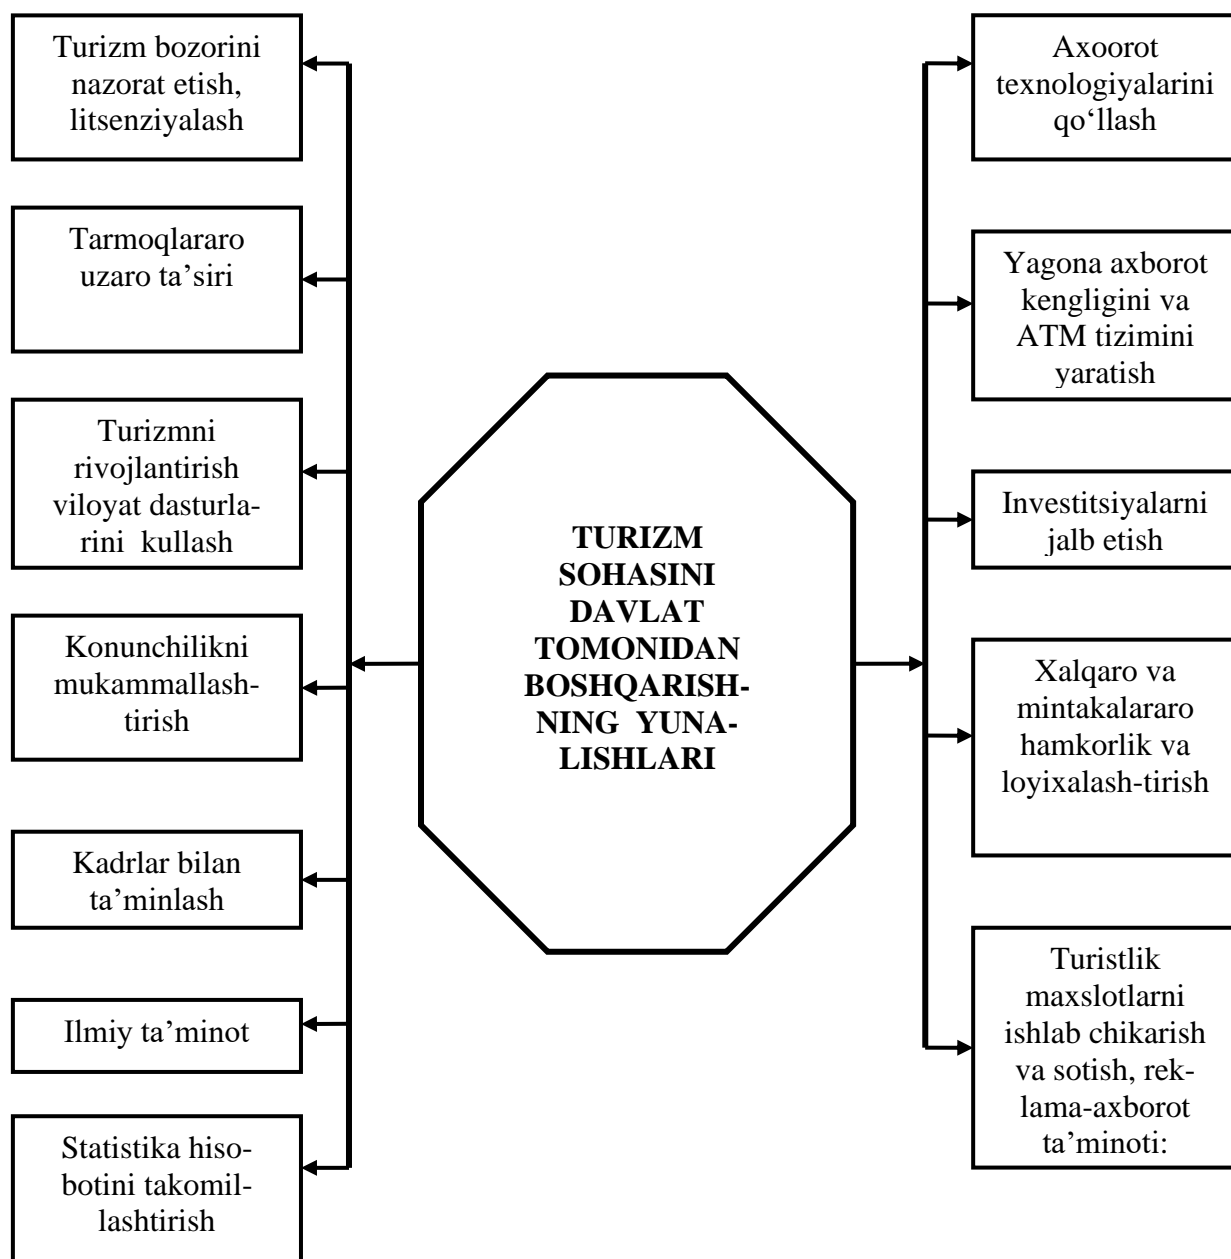 Turizm bozorini
nazorat etish,
litsenziyalash
Tarmoqlararo
uzaro ta’siri
Turizmni
rivojlantirish
viloyat dasturla-
rini kullash
Konunchilikni
mukammallash-
tirish
Kadrlar bilan
ta’minlash
Ilmiy ta’minot
Statistika hiso-
botini takomil-
lashtirish
TURIZM
SOHASINI
DAVLAT
TOMONIDAN
BOSHQARISH-
NING YUNA-
LISHLARI
Axoorot
texnologiyalarini
qo‘llash
Yagona axborot
kengligini va
ATM tizimini
yaratish
Investitsiyalarni
jalb etish
Xalqaro va
mintakalararo
hamkorlik va
loyixalash-tirish
Turistlik
maxslotlarni
ishlab chikarish
va sotish, rek-
lama-axborot
ta’minoti: